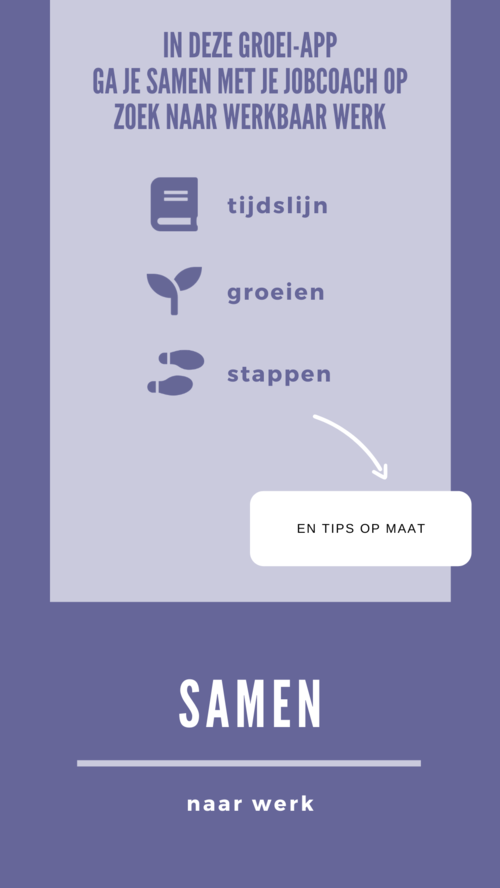 IN DEZE GROEI-APP
GA JE SAMEN MET JE JOBCOACH OP
ZOEK NAAR WERKBAAR WERK
tijdslijn
groeien
stappen
EN TIPS OP MAAT
SAMEN
naar werk